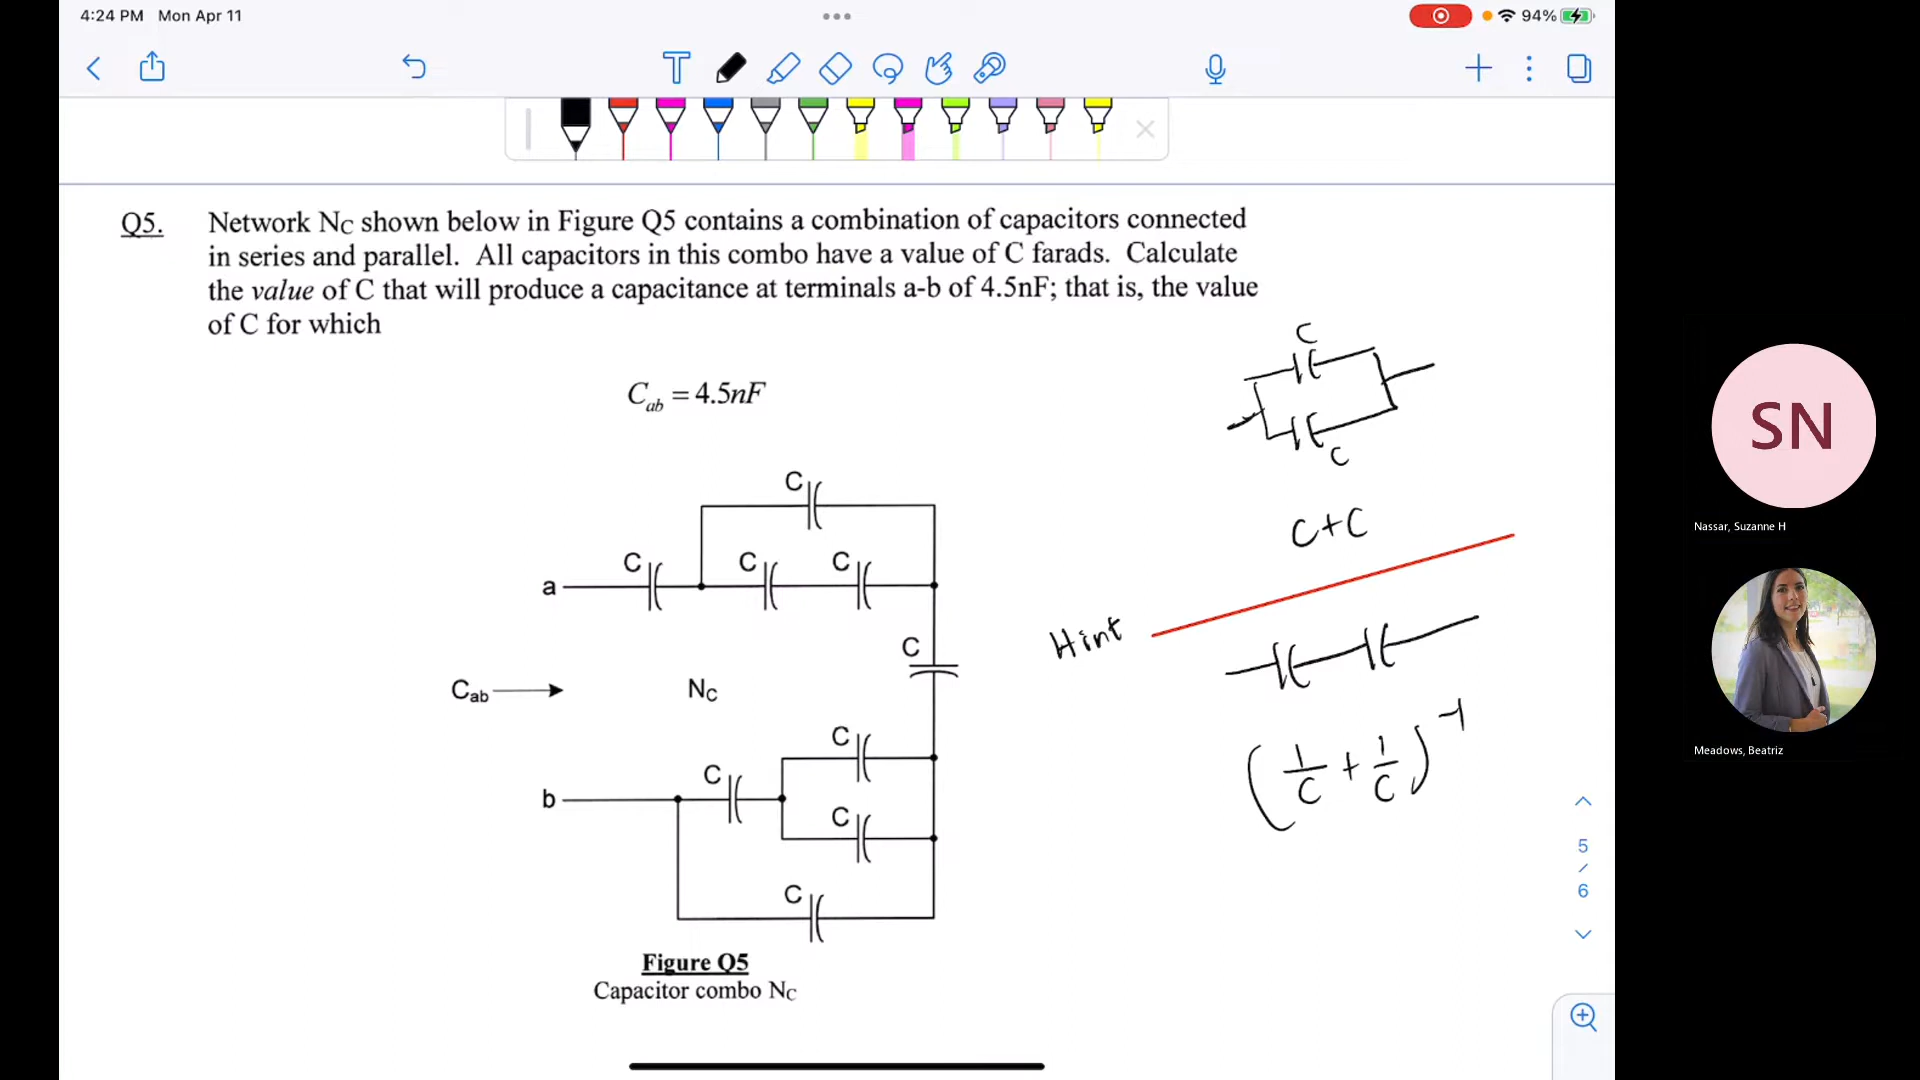 4:24 PM Mon Apr 11
94%
T
Q5. Network NC shown below in Figure Q5 contains a combination of capacitors connected
in series and parallel. All capacitors in this combo have a value of C farads. Calculate
the value of C that will produce a capacitance at terminals a-b of 4.5nF; that is, the value
of C for which
Cab = 4.5nF
C
C
C+C
Hint
(1/C + 1/C)^-1
C
C
C
C
a
C
Cab
NC
C
C
b
C
C
Figure Q5
Capacitor combo NC
5
/
6
SN
Nassar, Suzanne H
Meadows, Beatriz